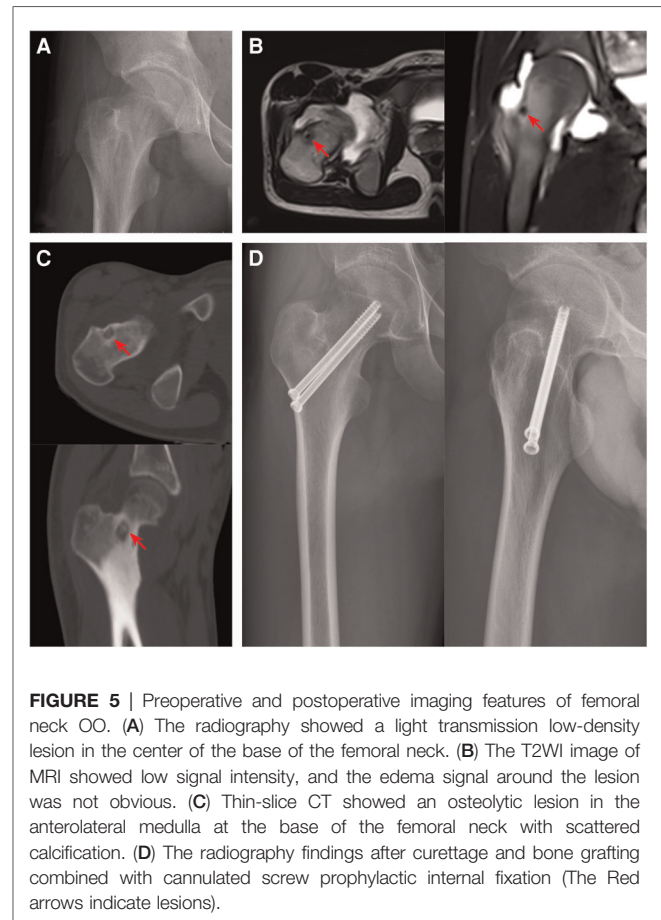 A
B
C
D
FIGURE 5 | Preoperative and postoperative imaging features of femoral
neck OO. (A) The radiography showed a light transmission low-density
lesion in the center of the base of the femoral neck. (B) The T2WI image of
MRI showed low signal intensity, and the edema signal around the lesion
was not obvious. (C) Thin-slice CT showed an osteolytic lesion in the
anterolateral medulla at the base of the femoral neck with scattered
calcification. (D) The radiography findings after curettage and bone grafting
combined with cannulated screw prophylactic internal fixation (The Red
arrows indicate lesions).